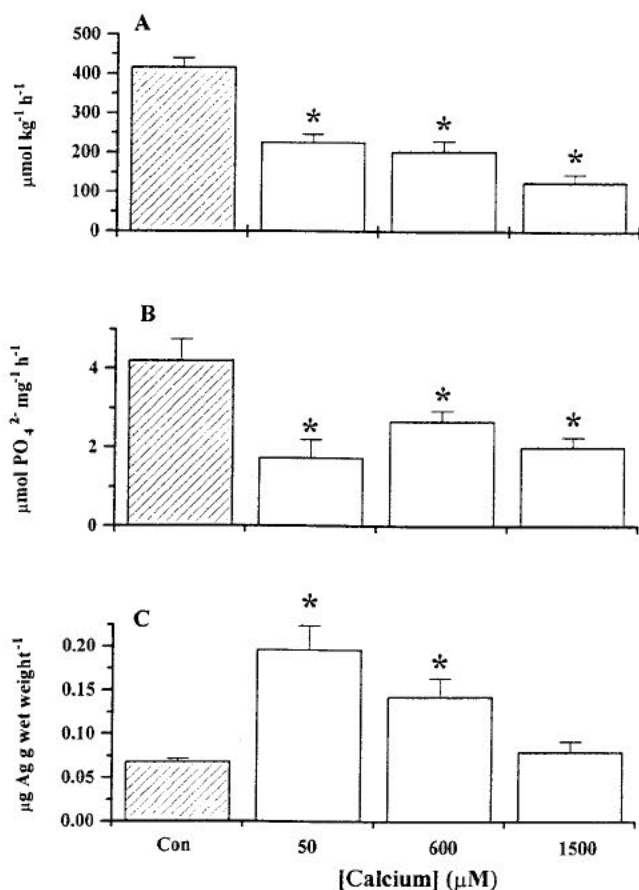 A
500
400
300
200
100
0
μmol kg⁻¹ h⁻¹
*
*
*
B
4
2
0
μmol PO₄²⁻ mg⁻¹ h⁻¹
*
*
*
C
0.20
0.15
0.10
0.05
0.00
μg Ag g wet weight⁻¹
*
*
Con 50 600 1500
[Calcium] (μM)